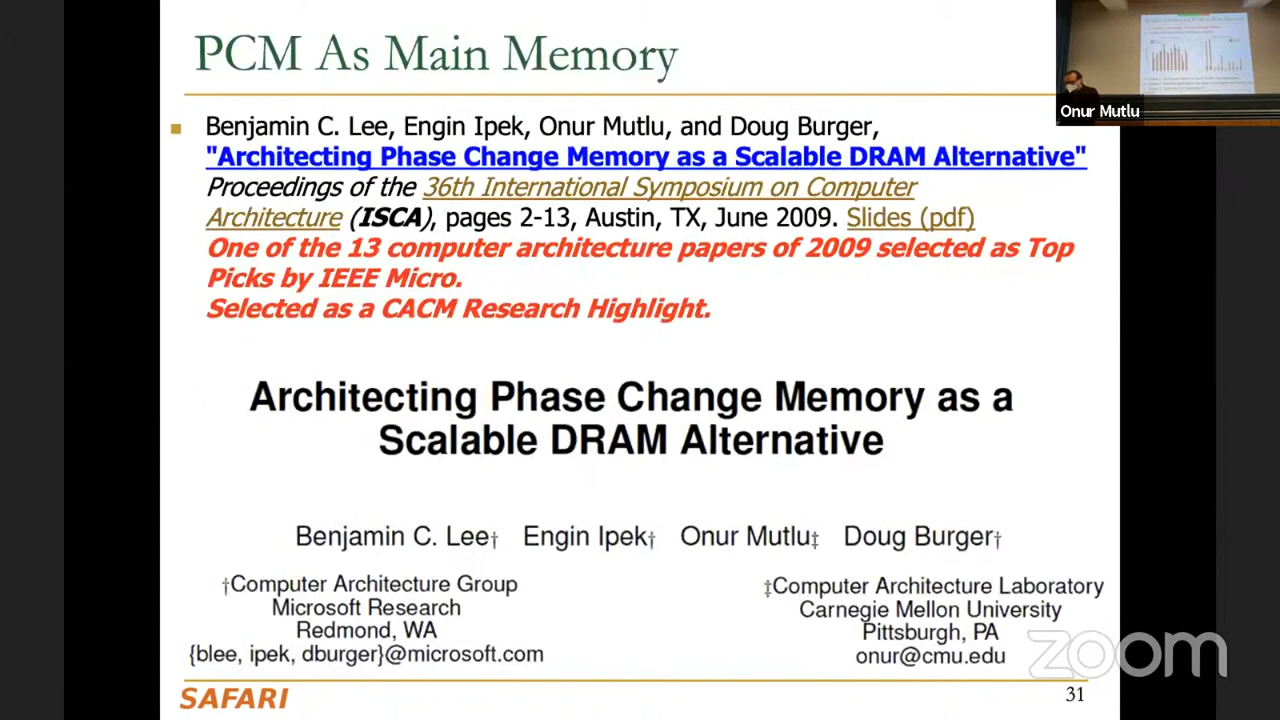 PCM As Main Memory
Onur Mutlu
Benjamin C. Lee, Engin Ipek, Onur Mutlu, and Doug Burger,
"Architecting Phase Change Memory as a Scalable DRAM Alternative"
Proceedings of the 36th International Symposium on Computer
Architecture (ISCA), pages 2-13, Austin, TX, June 2009. Slides (pdf)
One of the 13 computer architecture papers of 2009 selected as Top
Picks by IEEE Micro.
Selected as a CACM Research Highlight.
Architecting Phase Change Memory as a
Scalable DRAM Alternative
Benjamin C. Lee† Engin Ipek† Onur Mutlu‡ Doug Burger†
†Computer Architecture Group
Microsoft Research
Redmond, WA
{blee, ipek, dburger}@microsoft.com
‡Computer Architecture Laboratory
Carnegie Mellon University
Pittsburgh, PA
onur@cmu.edu
zoom
SAFARI
31